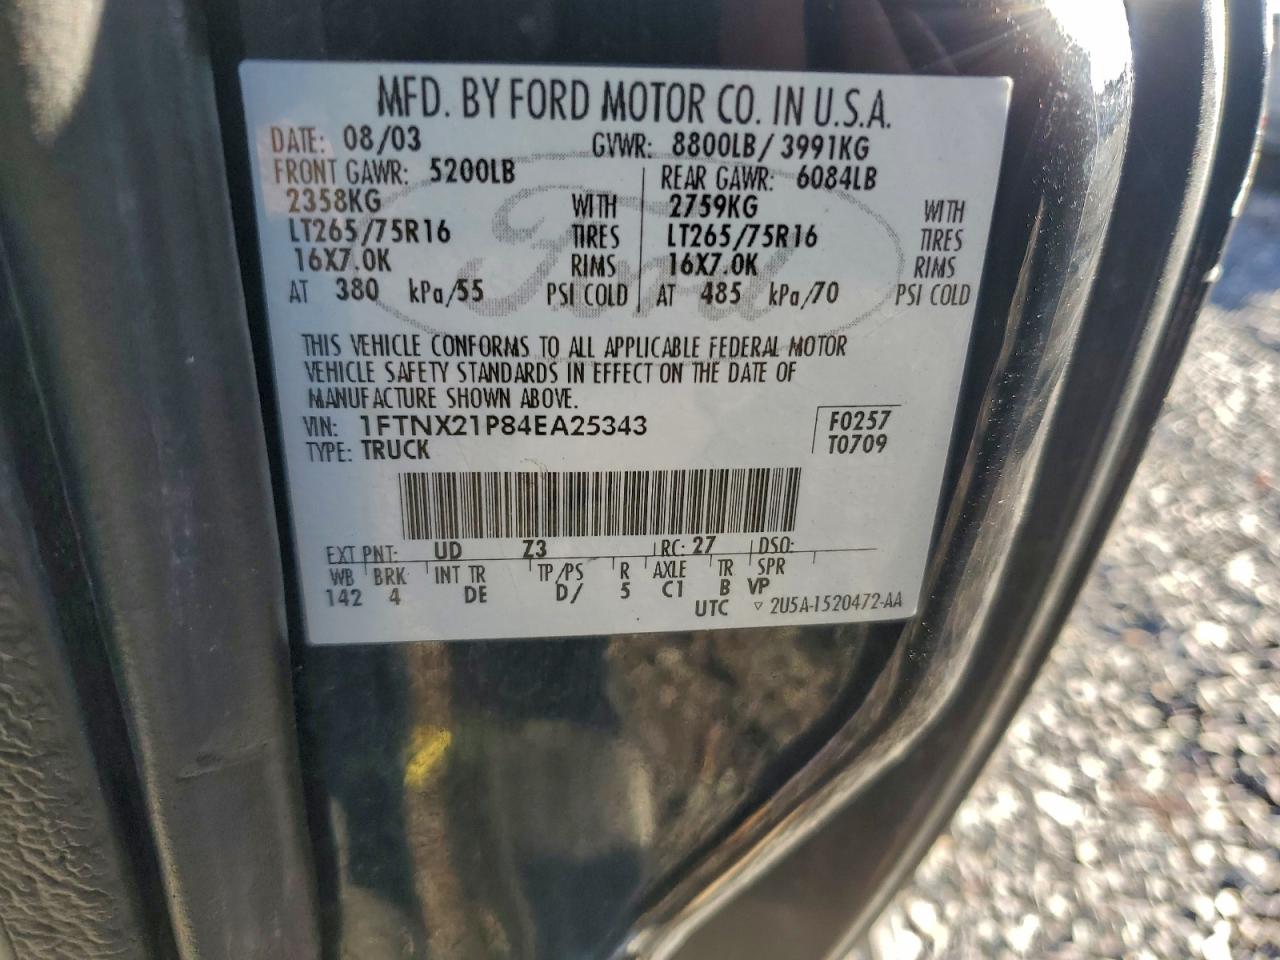 MFD. BY FORD MOTOR CO. IN U.S.A.
DATE: 08/03 GVWR: 8800LB/ 3991KG
FRONT GAWR: 5200LB REAR GAWR: 6084LB
2358KG WITH 2759KG WITH
LT265/75R16 TIRES LT265/75R16 TIRES
16X7.0K RIMS 16X7.0K RIMS
AT 380 kPa/55 PSI COLD AT 485 kPa/70 PSI COLD
Ford
THIS VEHICLE CONFORMS TO ALL APPLICABLE FEDERAL MOTOR
VEHICLE SAFETY STANDARDS IN EFFECT ON THE DATE OF
MANUFACTURE SHOWN ABOVE.
VIN: 1FTNX21P84EA25343 F0257
TYPE: TRUCK T0709
EXT PNT: UD Z3 RC: 27 DSO:
WB BRK INT TR TP/PS R AXLE TR SPR
142 4 DE D/ 5 C1 B VP
UTC ▽ 2U5A-1520472-AA